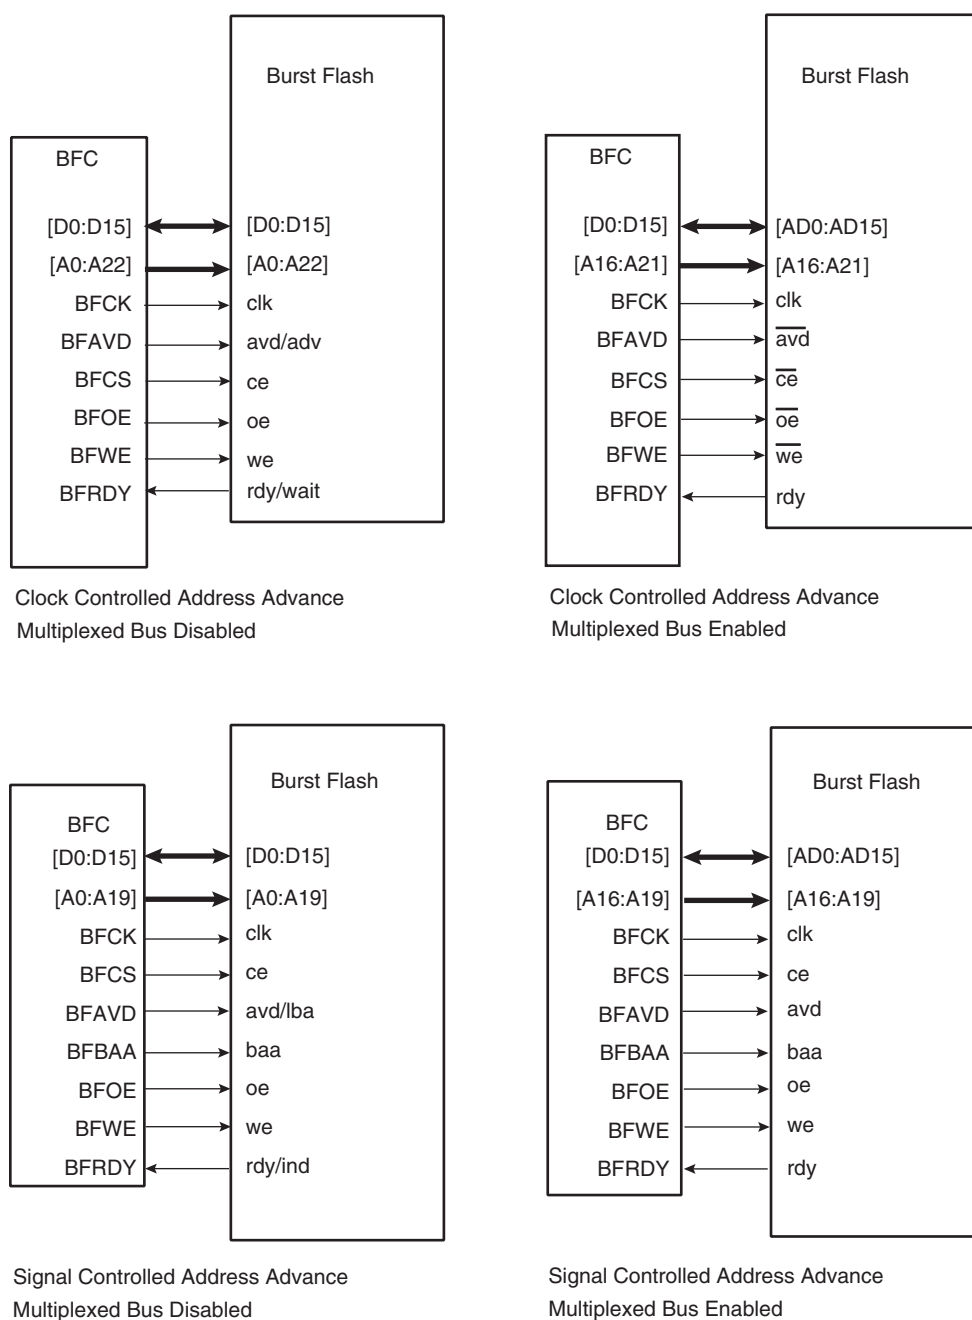 Burst Flash
BFC
[D0:D15] [D0:D15]
[A0:A22] [A0:A22]
BFCK clk
BFAVD avd/adv
BFCS ce
BFOE oe
BFWE we
BFRDY rdy/wait
Clock Controlled Address Advance
Multiplexed Bus Disabled
Burst Flash
BFC
[D0:D15] [AD0:AD15]
[A16:A21] [A16:A21]
BFCK clk
BFAVD avd
BFCS ce
BFOE oe
BFWE we
BFRDY rdy
Clock Controlled Address Advance
Multiplexed Bus Enabled
Burst Flash
BFC
[D0:D15] [D0:D15]
[A0:A19] [A0:A19]
BFCK clk
BFCS ce
BFAVD avd/lba
BFBAA baa
BFOE oe
BFWE we
BFRDY rdy/ind
Signal Controlled Address Advance
Multiplexed Bus Disabled
Burst Flash
BFC
[D0:D15] [AD0:AD15]
[A16:A19] [A16:A19]
BFCK clk
BFCS ce
BFAVD avd
BFBAA baa
BFOE oe
BFWE we
BFRDY rdy
Signal Controlled Address Advance
Multiplexed Bus Enabled